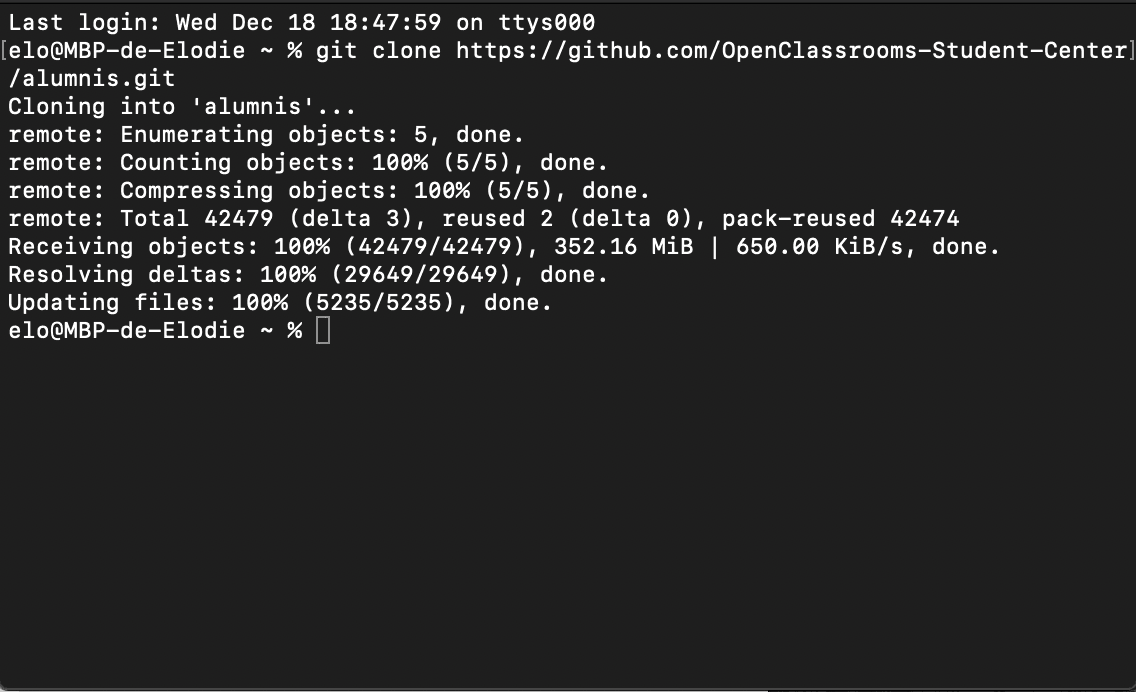 Last login: Wed Dec 18 18:47:59 on ttys000
[elo@MBP-de-Elodie ~ % git clone https://github.com/OpenClassrooms-Student-Center]
/alumnis.git
Cloning into 'alumnis'...
remote: Enumerating objects: 5, done.
remote: Counting objects: 100% (5/5), done.
remote: Compressing objects: 100% (5/5), done.
remote: Total 42479 (delta 3), reused 2 (delta 0), pack-reused 42474
Receiving objects: 100% (42479/42479), 352.16 MiB | 650.00 KiB/s, done.
Resolving deltas: 100% (29649/29649), done.
Updating files: 100% (5235/5235), done.
elo@MBP-de-Elodie ~ %